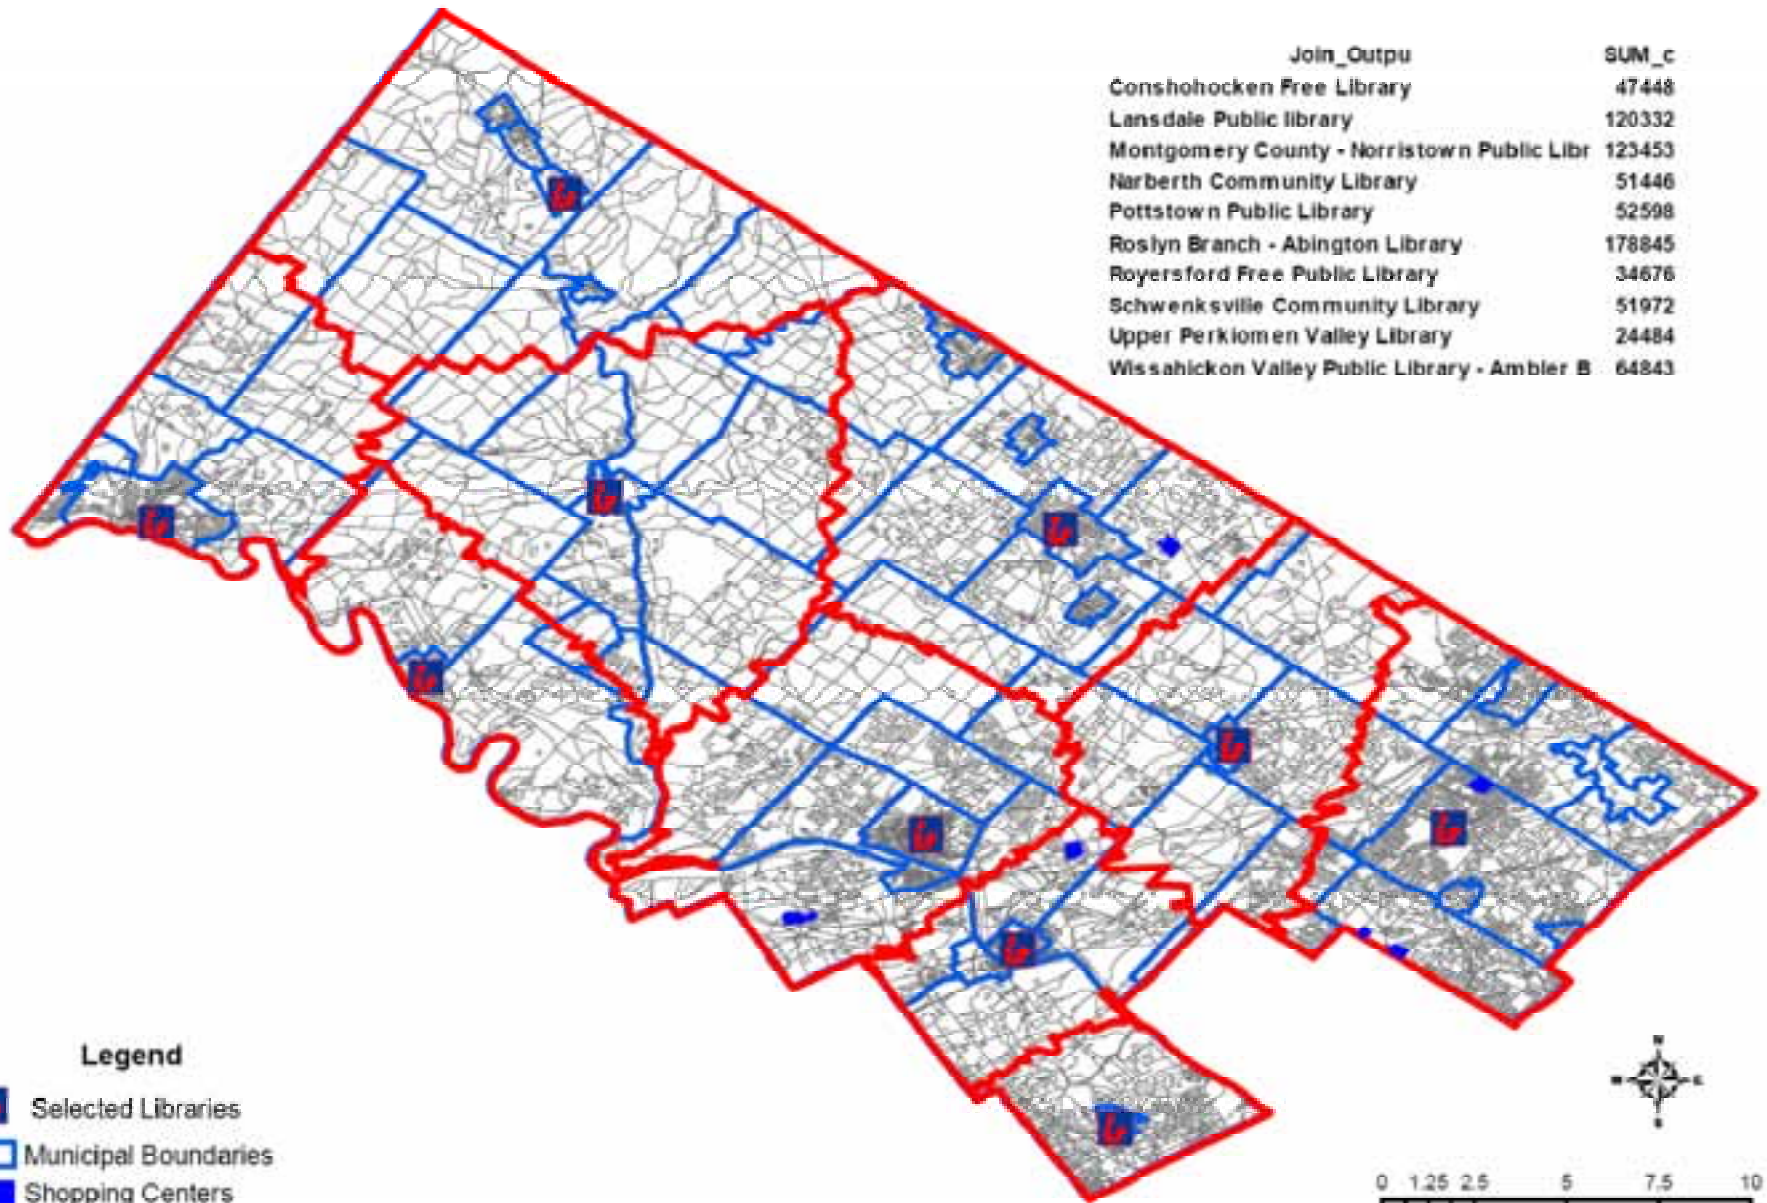 Join_Outpu SUM_c
Conshohocken Free Library 47448
Lansdale Public library 120332
Montgomery County - Norristown Public Libr 123453
Narberth Community Library 51446
Pottstown Public Library 52598
Roslyn Branch - Abington Library 178845
Royersford Free Public Library 34676
Schwenksville Community Library 51972
Upper Perkiomen Valley Library 24484
Wissahickon Valley Public Library - Ambler B 64843
Legend
Selected Libraries
Municipal Boundaries
Shopping Centers
N
W E
S
0 1.25 2.5 5 7.5 10